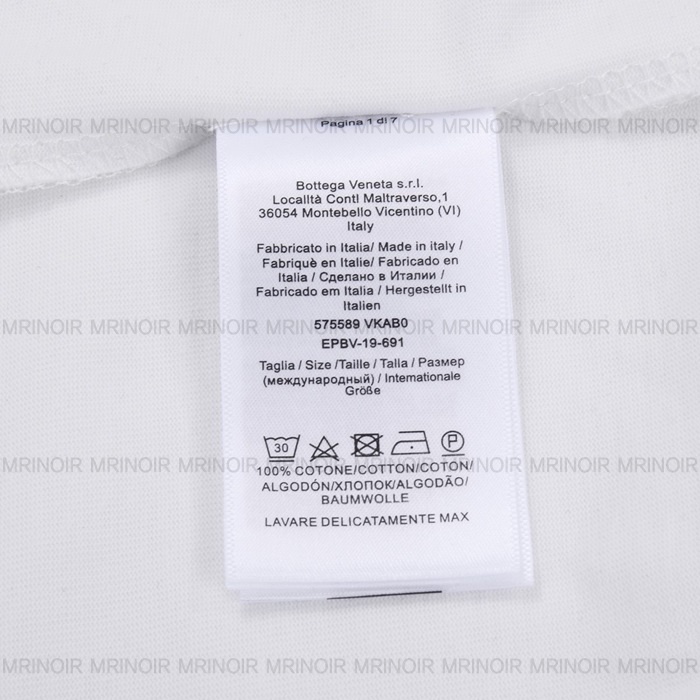 MRINOIR MRINOIR MRINOIR MRINOIR MRINOIR MRINOIR MRINOIR MRINOIR
Pagina 1 di 7
Bottega Veneta s.r.l.
Località Conti Maltraverso,1
36054 Montebello Vicentino (VI)
Italy
Fabbricato in Italia/ Made in italy /
Fabriquè en Italie/ Fabricado en
Italia / Сделано в Италии /
Fabricado em Italia / Hergestellt in
Italien
MRINOIR MRINOIR MRINOIR MRINOIR MRINOIR MRINOIR MRINOIR MRINOIR
575589 VKAB0
EPBV-19-691
Taglia / Size /Taille / Talla / Размер
(международный) / Internationale
Größe
30
P
MRINOIR MRINOIR MRINOIR MRINOIR MRINOIR MRINOIR MRINOIR MRINOIR
100% COTONE/COTTON/COTON/
ALGODÓN/ХЛОПОК/ALGODÃO/
BAUMWOLLE
LAVARE DELICATAMENTE MAX
MRINOIR MRINOIR MRINOIR MRINOIR MRINOIR MRINOIR MRINOIR MRINOIR